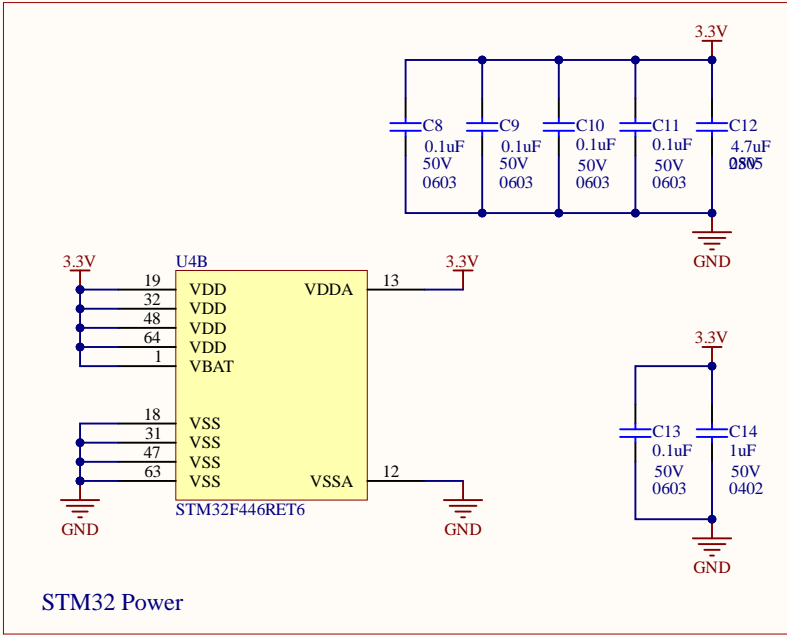 3.3V
C8 C9 C10 C11 C12
0.1uF 0.1uF 0.1uF 0.1uF 4.7uF
50V 50V 50V 50V
0603 0603 0603 0603 0805
GND
3.3V U4B 3.3V
19 VDD VDDA 13
32 VDD
48 VDD
64 VDD
1 VBAT
18 VSS
31 VSS
47 VSS
63 VSS VSSA 12
GND STM32F446RET6 GND
3.3V
C13 C14
0.1uF 1uF
50V 50V
0603 0402
GND
STM32 Power